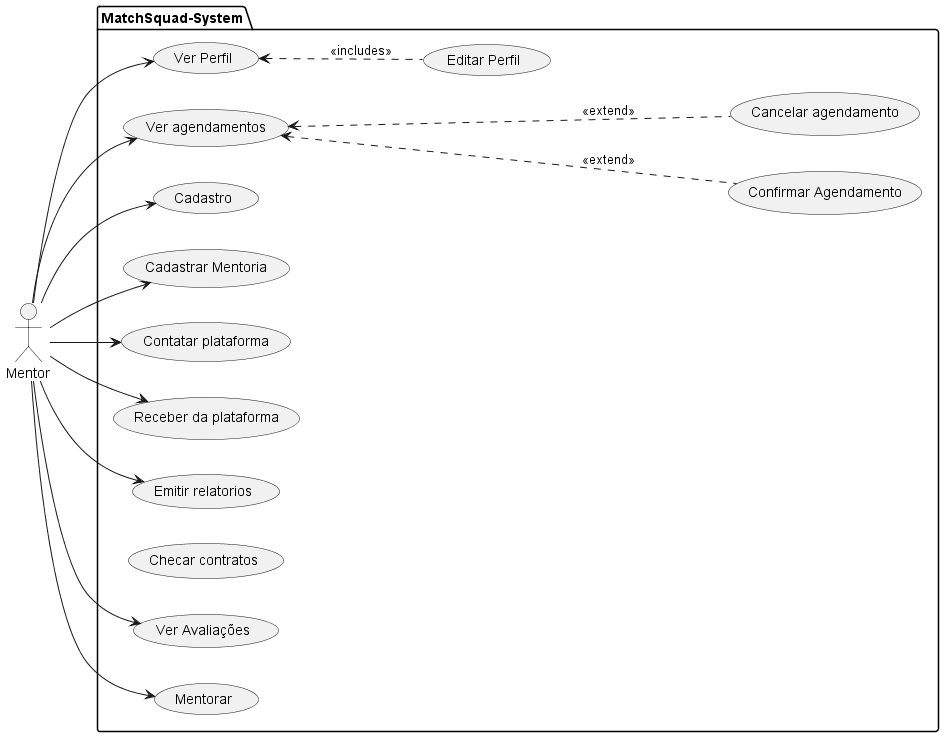 MatchSquad-System
Ver Perfil
«includes»
Editar Perfil
Ver agendamentos
«extend»
Cancelar agendamento
«extend»
Confirmar Agendamento
Cadastro
Cadastrar Mentoria
Contatar plataforma
Mentor
Receber da plataforma
Emitir relatorios
Checar contratos
Ver Avaliações
Mentorar